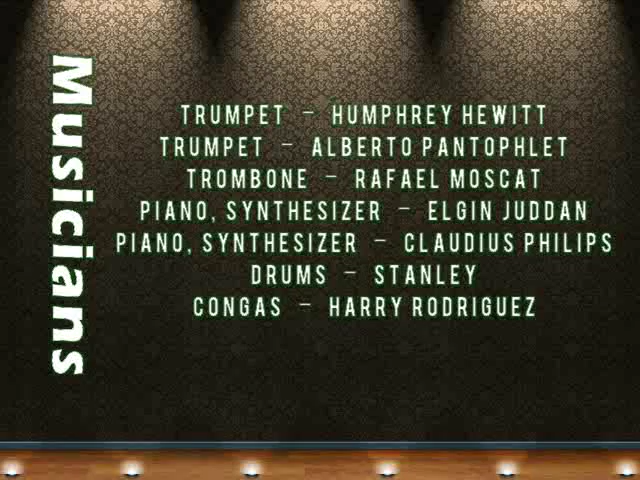 Musicians
TRUMPET – HUMPHREY HEWITT
TRUMPET – ALBERTO PANTOPHLET
TROMBONE – RAFAEL MOSCAT
PIANO, SYNTHESIZER – ELGIN JUDDAN
PIANO, SYNTHESIZER – CLAUDIUS PHILIPS
DRUMS – STANLEY
CONGAS – HARRY RODRIGUEZ